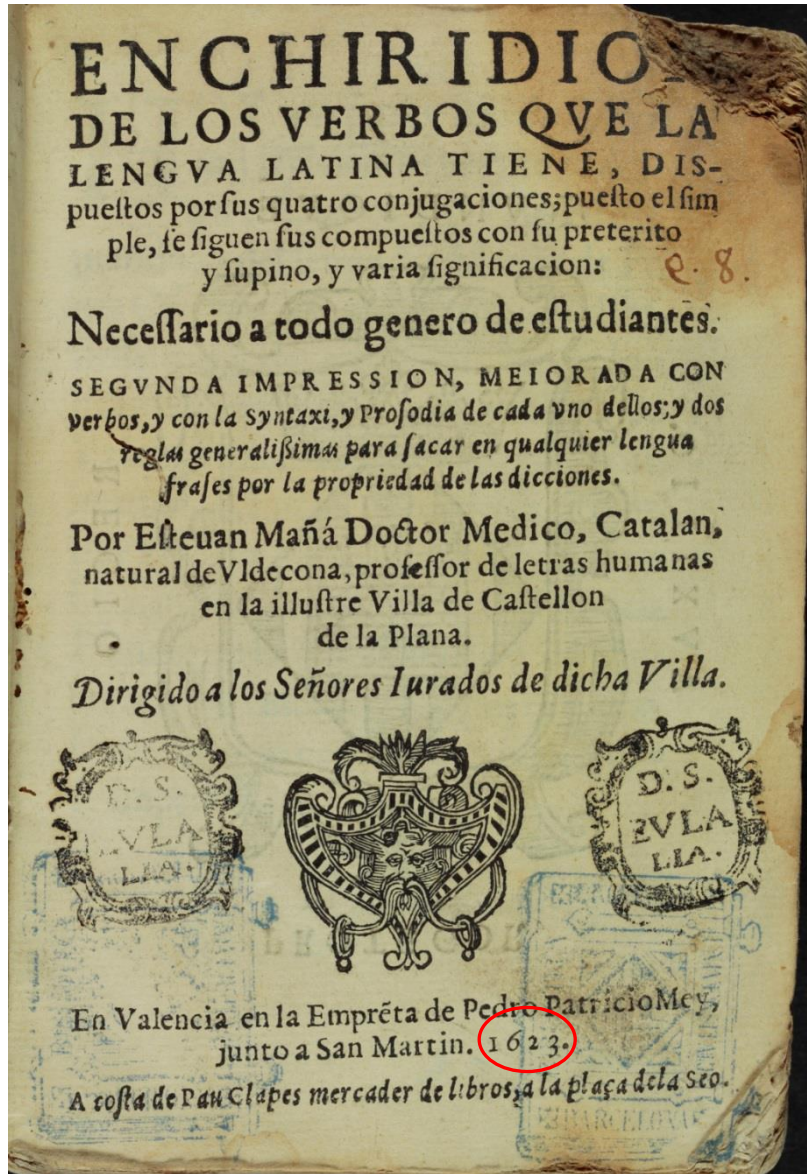 ENCHIRIDIO
DE LOS VERBOS QVE LA
LENGVA LATINA TIENE, DIS-
pueſtos por ſus quatro conjugaciones; pueſto el ſim
ple, ſe ſiguen ſus compueſtos con ſu preterito
y ſupino, y varia ſignificacion:
Q. 8.
Neceſſario a todo genero de eſtudiantes.
SEGVNDA IMPRESSION, MEIORADA CON
verbos, y con la Syntaxi, y Proſodia de cada vno dellos; y dos
reglas generalißimas para ſacar en qualquier lengua
fraſes por la propriedad de las dicciones.
Por Eſteuan Mañá Doctor Medico, Catalan,
natural de Vldecona, profeſſor de letras humanas
en la illuſtre Villa de Caſtellon
de la Plana.
Dirigido a los Señores Iurados de dicha Villa.
D. S.
EVLA
LIA.
D. S.
EVLA
LIA.
En Valencia en la Emprẽta de Pedro Patricio Mey,
junto a San Martin. 1623.
A coſta de Pau Clapes mercader de libros, a la plaça dela Seo.